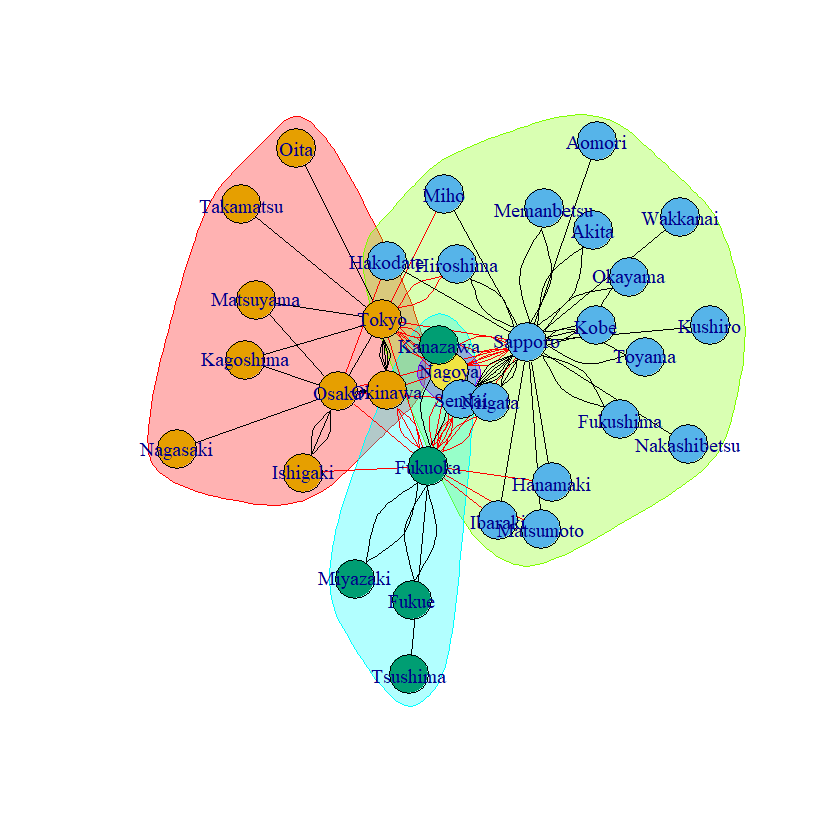 Aomori
Oita
Miho
Takamatsu
Memanbetsu
Wakkanai
Akita
Hakodate
Hiroshima
Okayama
Matsuyama
Tokyo
Kobe
Kushiro
Sapporo
Kanazawa
Kagoshima
Toyama
Nagoya
Osaka
Okinawa
Sendai
Niigata
Fukushima
Nagasaki
Nakashibetsu
Ishigaki
Fukuoka
Hanamaki
Ibaraki
Matsumoto
Miyazaki
Fukue
Tsushima